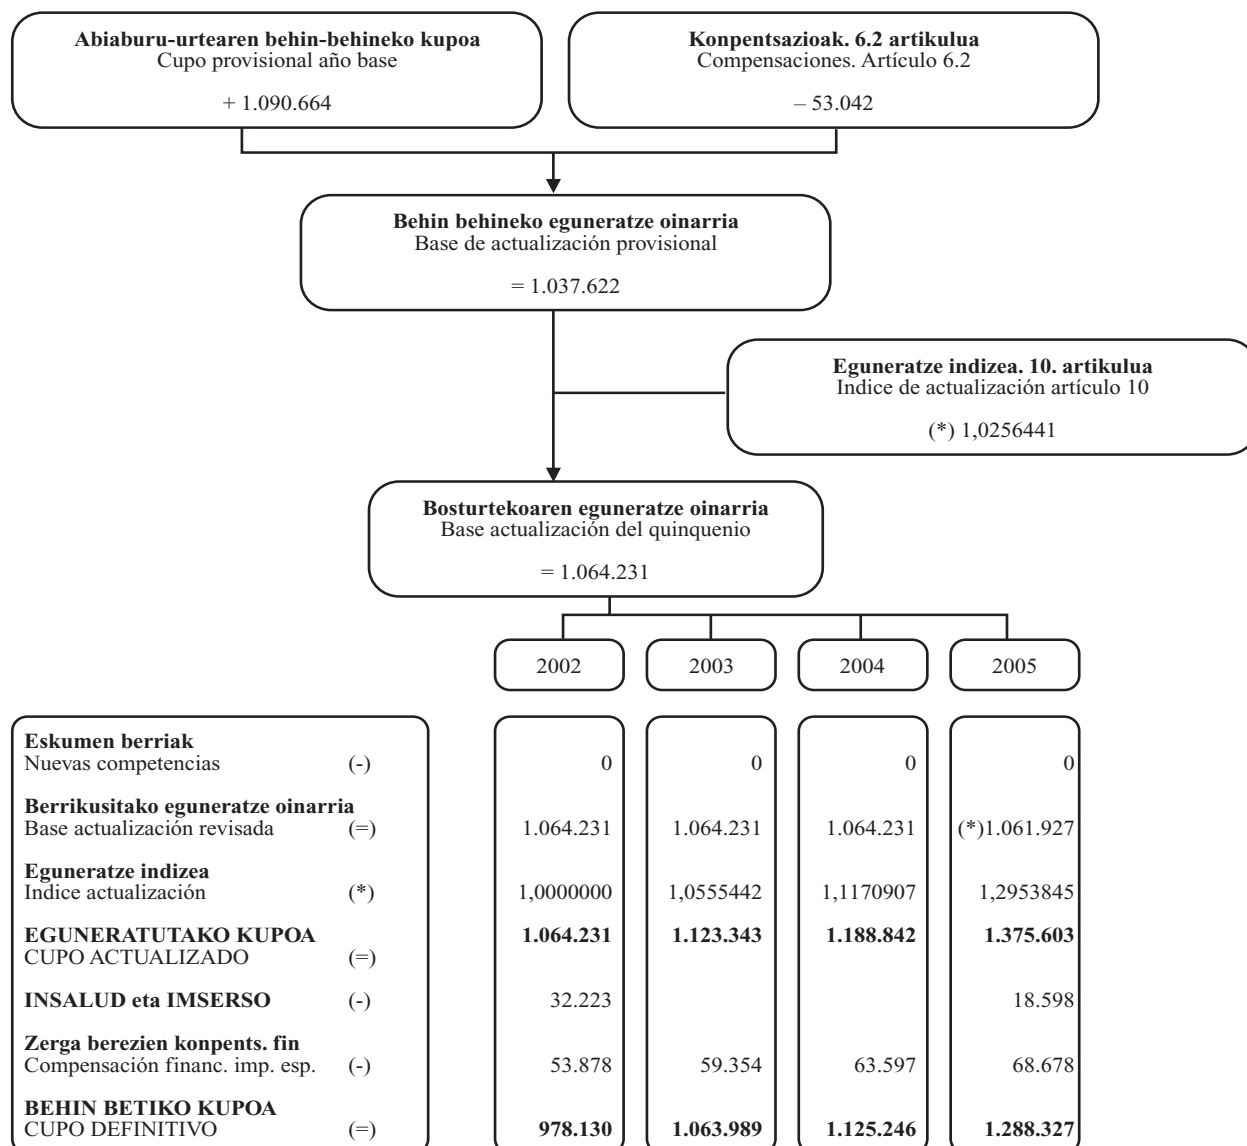 Abiaburu-urtearen behin-behineko kupoa
Cupo provisional año base
+ 1.090.664
Konpentsazioak. 6.2 artikulua
Compensaciones. Artículo 6.2
– 53.042
Behin behineko eguneratze oinarria
Base de actualización provisional
= 1.037.622
Eguneratze indizea. 10. artikulua
Indice de actualización artículo 10
(*) 1,0256441
Bosturtekoaren eguneratze oinarria
Base actualización del quinquenio
= 1.064.231
2002 2003 2004 2005
Eskumen berriak
Nuevas competencias (-) 0 0 0 0
Berrikusitako eguneratze oinarria
Base actualización revisada (=) 1.064.231 1.064.231 1.064.231 (*)1.061.927
Eguneratze indizea
Indice actualización (*) 1,0000000 1,0555442 1,1170907 1,2953845
EGUNERATUTAKO KUPOA 1.064.231 1.123.343 1.188.842 1.375.603
CUPO ACTUALIZADO (=)
INSALUD eta IMSERSO (-) 32.223 18.598
Zerga berezien konpents. fin
Compensación financ. imp. esp. (-) 53.878 59.354 63.597 68.678
BEHIN BETIKO KUPOA
CUPO DEFINITIVO (=) 978.130 1.063.989 1.125.246 1.288.327